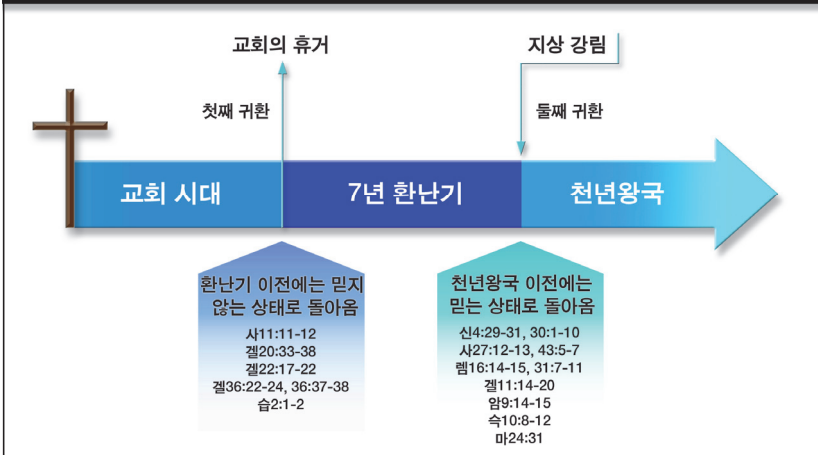 교회의 휴거
지상 강림
첫째 귀환
둘째 귀환
교회 시대
7년 환난기
천년왕국
환난기 이전에는 믿지
않는 상태로 돌아옴
사11:11-12
겔20:33-38
겔22:17-22
겔36:22-24, 36:37-38
습2:1-2
천년왕국 이전에는
믿는 상태로 돌아옴
신4:29-31, 30:1-10
사27:12-13, 43:5-7
렘16:14-15, 31:7-11
겔11:14-20
암9:14-15
슥10:8-12
마24:31